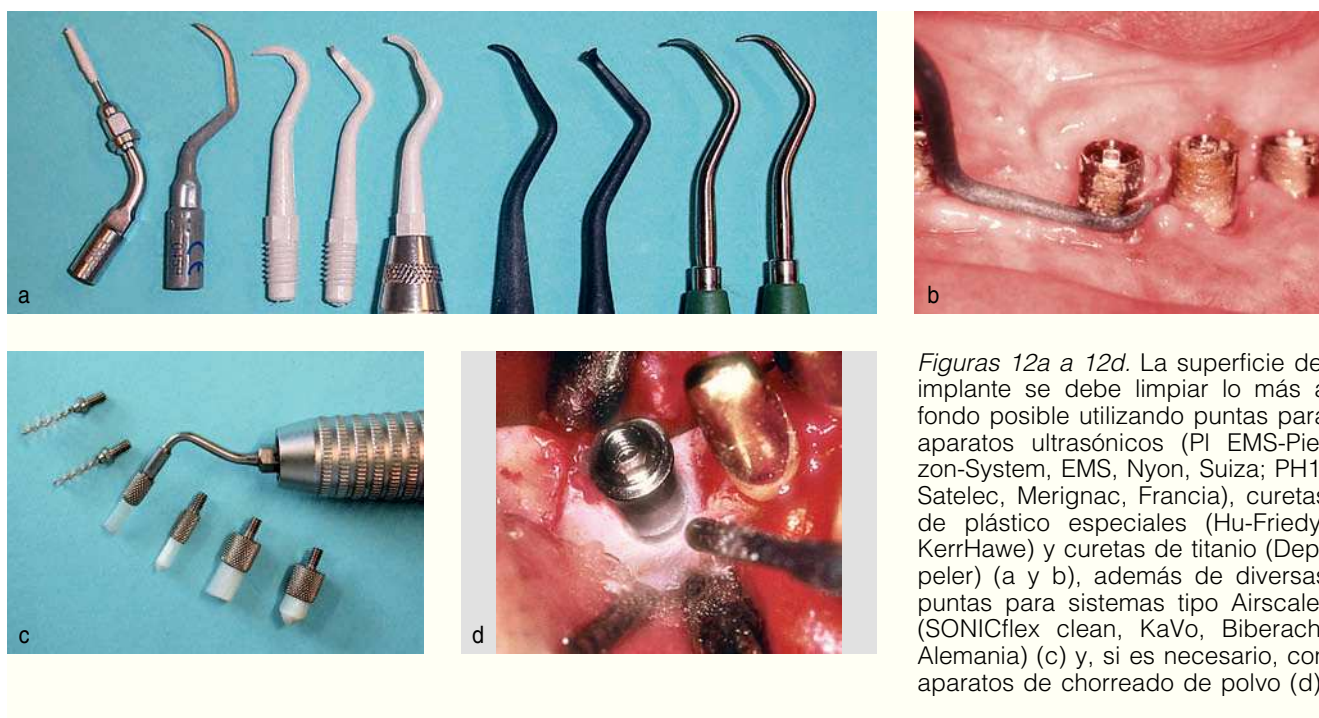 a
b
c
d
Figuras 12a a 12d. La superficie de
implante se debe limpiar lo más a
fondo posible utilizando puntas para
aparatos ultrasónicos (Pl EMS-Pie
zon-System, EMS, Nyon, Suiza; PH1
Satelec, Merignac, Francia), curetas
de plástico especiales (Hu-Friedy
KerrHawe) y curetas de titanio (Dep
peler) (a y b), además de diversas
puntas para sistemas tipo Airscale
(SONICflex clean, KaVo, Biberach
Alemania) (c) y, si es necesario, con
aparatos de chorreado de polvo (d)